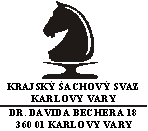 KRAJSKÝ ŠACHOVÝ SVAZ
KARLOVY VARY
DR. DAVIDA BECHERA 18
360 01 KARLOVY VARY